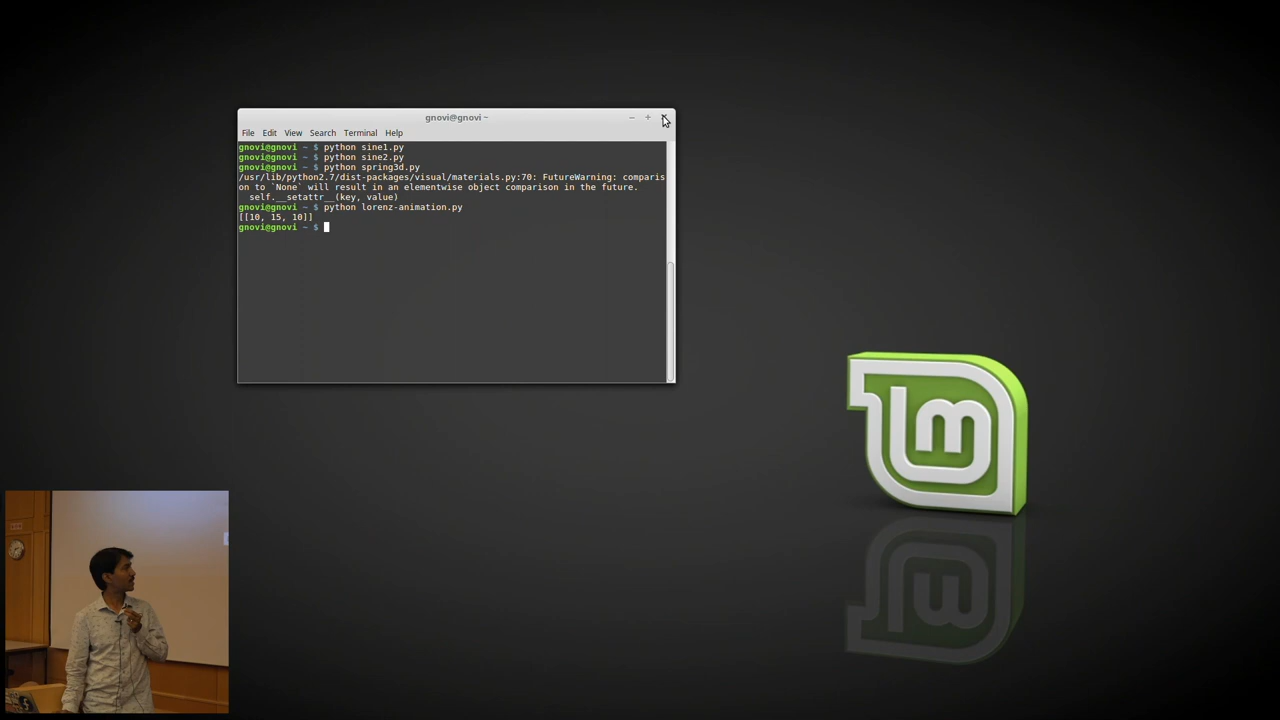 gnovi@gnovi ~
File Edit View Search Terminal Help
gnovi@gnovi ~ $ python sine1.py
gnovi@gnovi ~ $ python sine2.py
gnovi@gnovi ~ $ python spring3d.py
/usr/lib/python2.7/dist-packages/visual/materials.py:70: FutureWarning: comparis
on to `None` will result in an elementwise object comparison in the future.
self.__setattr__(key, value)
gnovi@gnovi ~ $ python lorenz-animation.py
[[10, 15, 10]]
gnovi@gnovi ~ $
lm